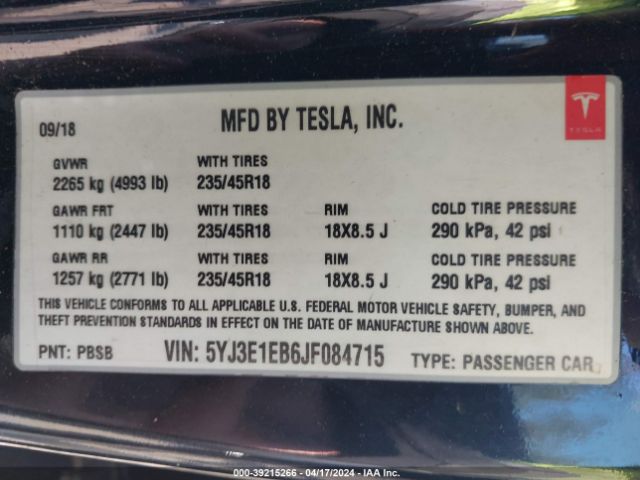 09/18
MFD BY TESLA, INC.
TESLA
GVWR WITH TIRES
2265 kg (4993 lb) 235/45R18
GAWR FRT WITH TIRES RIM COLD TIRE PRESSURE
1110 kg (2447 lb) 235/45R18 18X8.5 J 290 kPa, 42 psi
GAWR RR WITH TIRES RIM COLD TIRE PRESSURE
1257 kg (2771 lb) 235/45R18 18X8.5 J 290 kPa, 42 psi
THIS VEHICLE CONFORMS TO ALL APPLICABLE U.S. FEDERAL MOTOR VEHICLE SAFETY, BUMPER, AND
THEFT PREVENTION STANDARDS IN EFFECT ON THE DATE OF MANUFACTURE SHOWN ABOVE.
PNT: PBSB VIN: 5YJ3E1EB6JF084715 TYPE: PASSENGER CAR
000-39215266 - 04/17/2024 - IAA Inc.